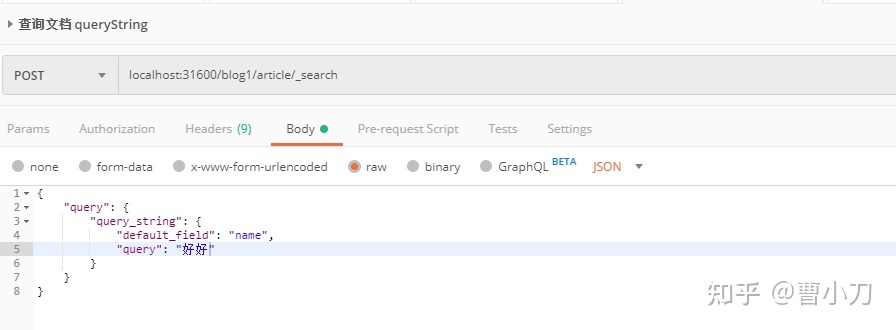 查询文档 queryString
POST localhost:31600/blog1/article/_search
Params Authorization Headers (9) Body Pre-request Script Tests Settings
none form-data x-www-form-urlencoded raw binary GraphQL BETA JSON
1 {
2 "query": {
3 "query_string": {
4 "default_field": "name",
5 "query": "好好"
6 }
7 }
8 }
知乎 @曹小刀